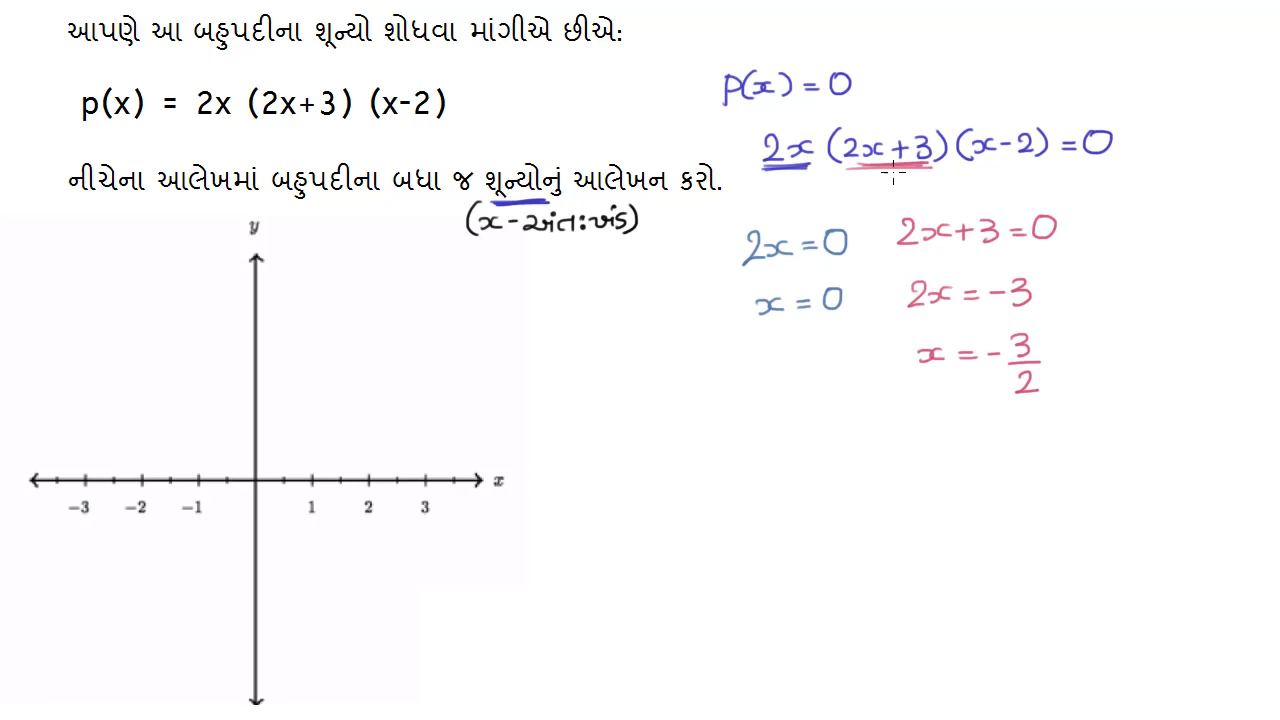 આપણે આ બહુપદીના શૂન્યો શોધવા માંગીએ છીએ:
p(x) = 2x (2x+3) (x-2)
નીચેના આલેખમાં બહુપદીના બધા જ શૂન્યોનું આલેખન કરો.
(x-અંતઃખંડ)
p(x) = 0
2x (2x+3)(x-2) = 0
2x = 0
x = 0
2x+3 = 0
2x = -3
x = -3/2
y
x
-3 -2 -1 1 2 3